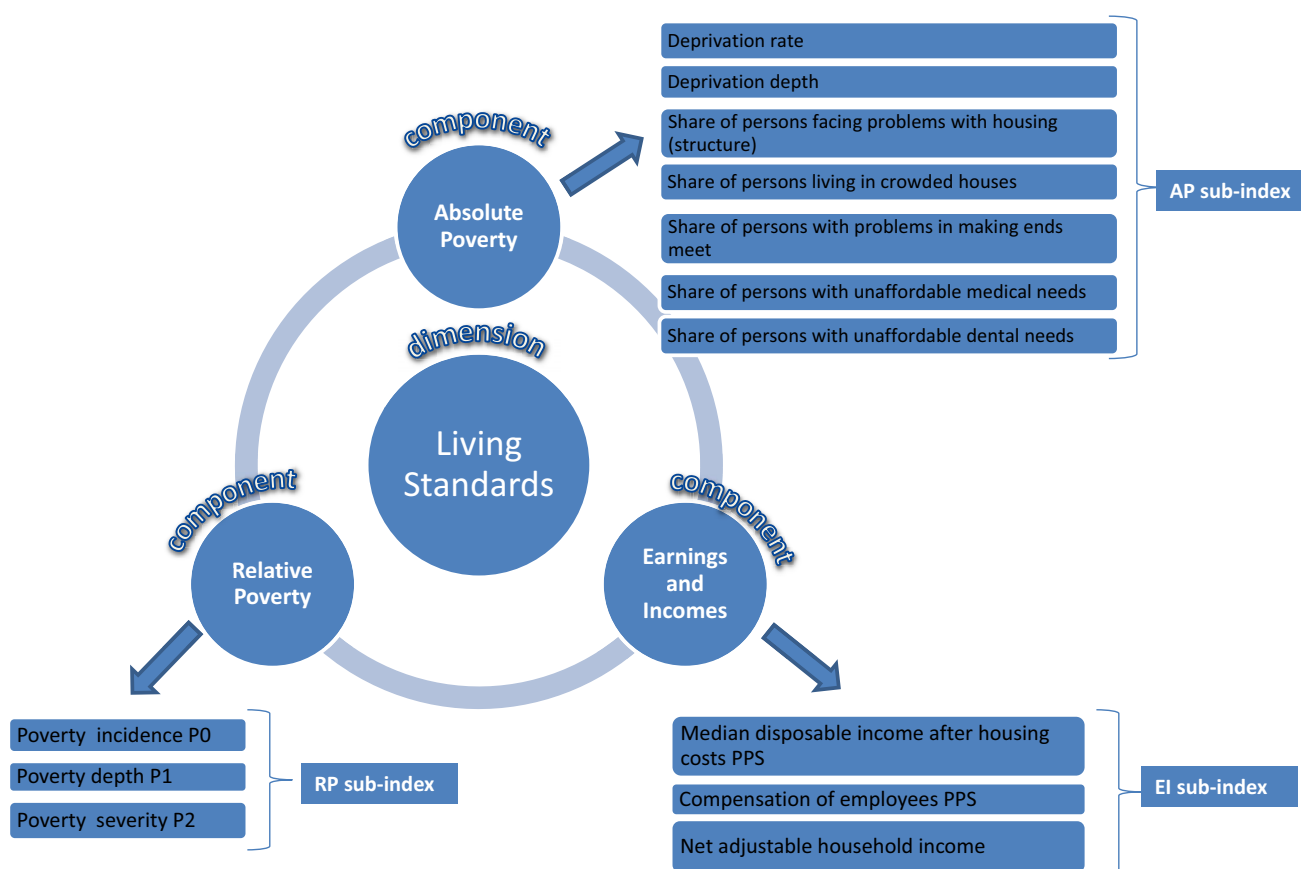 Deprivation rate
Deprivation depth
Share of persons facing problems with housing
(structure)
Share of persons living in crowded houses
Share of persons with problems in making ends
meet
Share of persons with unaffordable medical needs
Share of persons with unaffordable dental needs
AP sub-index
component
Absolute
Poverty
dimension
Living
Standards
component
Relative
Poverty
component
Earnings
and
Incomes
Poverty incidence P0
Poverty depth P1
Poverty severity P2
RP sub-index
Median disposable income after housing
costs PPS
Compensation of employees PPS
Net adjustable household income
EI sub-index